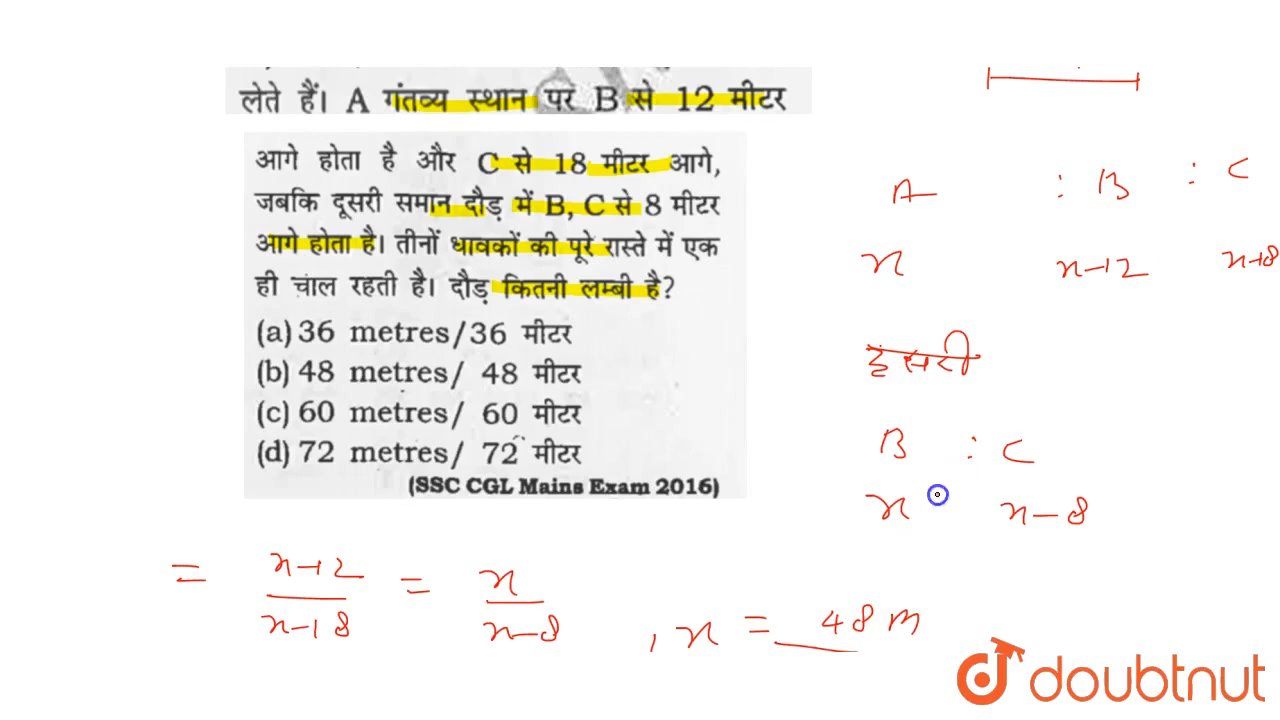 लेते हैं। A गंतव्य स्थान पर B से 12 मीटर
आगे होता है और C से 18 मीटर आगे,
जबकि दूसरी समान दौड़ में B, C से 8 मीटर
आगे होता है। तीनों धावकों की पूरे रास्ते में एक
ही चाल रहती है। दौड़ कितनी लम्बी है?
(a) 36 metres/36 मीटर
(b) 48 metres/ 48 मीटर
(c) 60 metres/ 60 मीटर
(d) 72 metres/ 72 मीटर
(SSC CGL Mains Exam 2016)
A : B : C
x x-12 x-18
दूसरी
B : C
x x-8
= x-12/x-18 = x/x-8 , x = 48 m
doubtnut